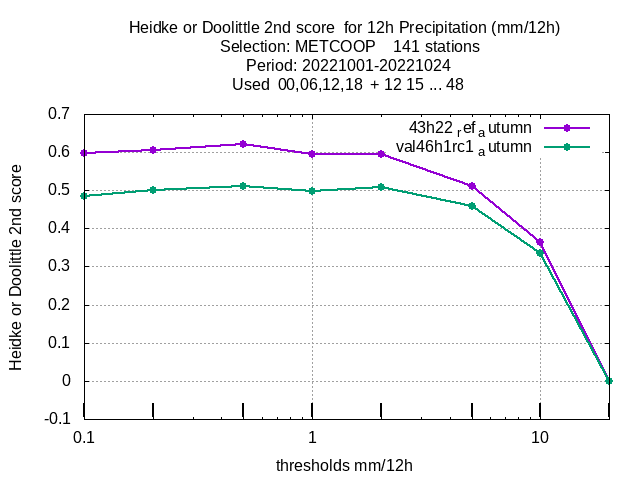 Heidke or Doolittle 2nd score  for 12h Precipitation (mm/12h)
Selection: METCOOP    141 stations
Period: 20221001-20221024
Used  00,06,12,18  + 12 15 ... 48
43h22 refautumn
val46h1rc1 autumn
Heidke or Doolittle 2nd score
0.7
0.6
0.5
0.4
0.3
0.2
0.1
0
-0.1
0.1 1 10
thresholds mm/12h